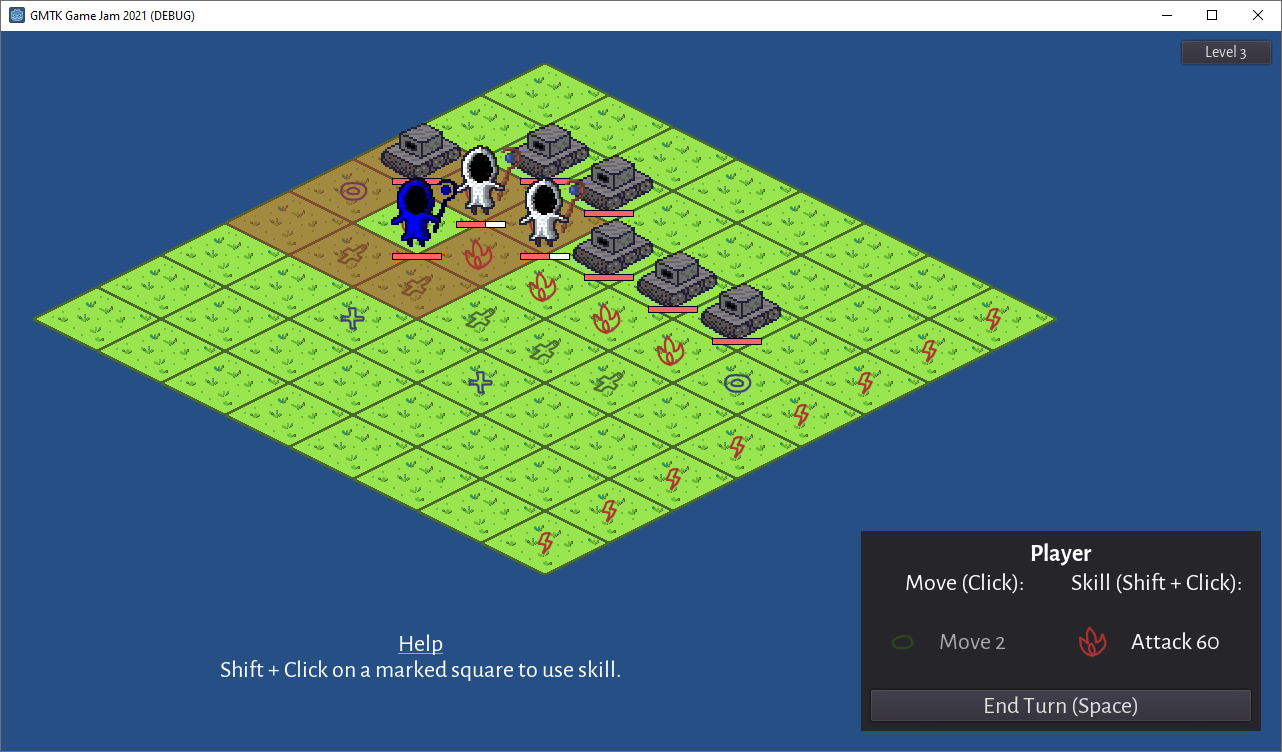 GMTK Game Jam 2021 (DEBUG)
Level 3
Player
Move (Click): Skill (Shift + Click):
Move 2 Attack 60
End Turn (Space)
Help
Shift + Click on a marked square to use skill.